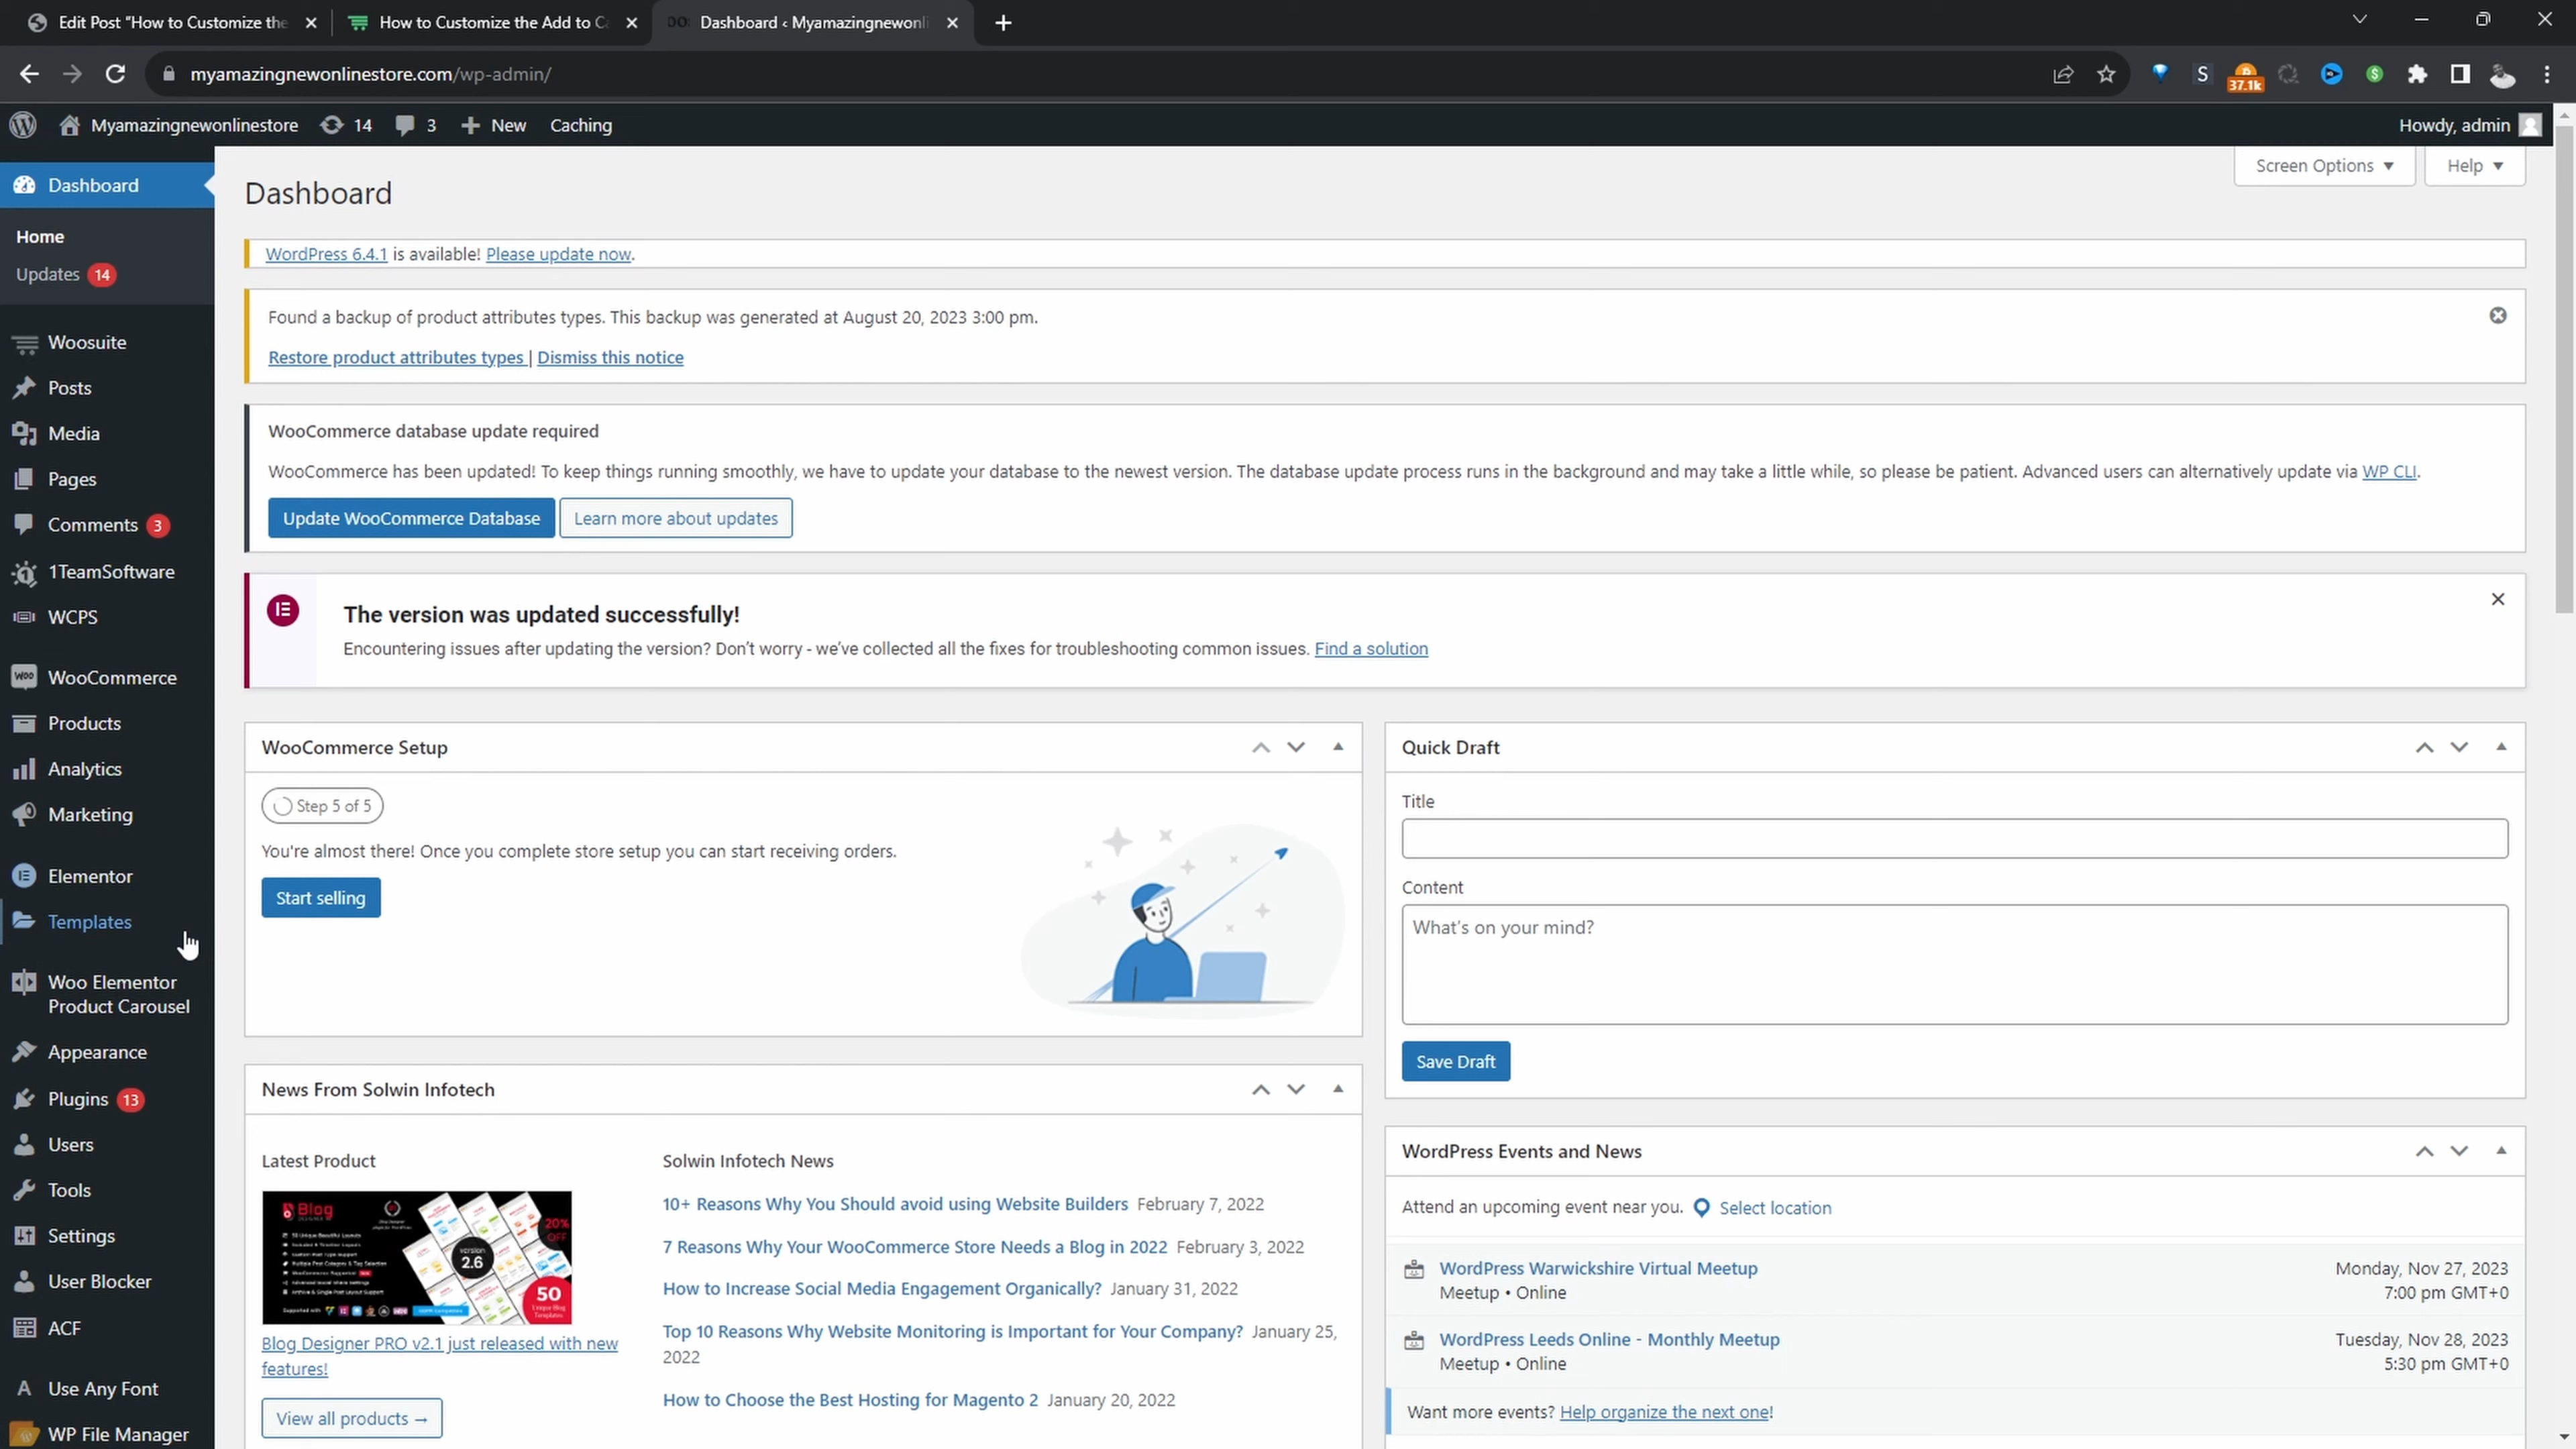 Edit Post "How to Customize the
How to Customize the Add to C
Dashboard ‹ Myamazingnewonli
myamazingnewonlinestore.com/wp-admin/
S
37.1k
Myamazingnewonlinestore
14
3
New
Caching
Howdy, admin
Screen Options
Help
Dashboard
Home
Updates 14
Woosuite
Posts
Media
Pages
Comments 3
1TeamSoftware
WCPS
WooCommerce
Products
Analytics
Marketing
Elementor
Templates
Woo Elementor
Product Carousel
Appearance
Plugins 13
Users
Tools
Settings
User Blocker
ACF
Use Any Font
WP File Manager
Dashboard
WordPress 6.4.1 is available! Please update now.
Found a backup of product attributes types. This backup was generated at August 20, 2023 3:00 pm.
Restore product attributes types | Dismiss this notice
WooCommerce database update required
WooCommerce has been updated! To keep things running smoothly, we have to update your database to the newest version. The database update process runs in the background and may take a little while, so please be patient. Advanced users can alternatively update via WP CLI.
Update WooCommerce Database
Learn more about updates
The version was updated successfully!
Encountering issues after updating the version? Don't worry - we've collected all the fixes for troubleshooting common issues. Find a solution
WooCommerce Setup
Step 5 of 5
You're almost there! Once you complete store setup you can start receiving orders.
Start selling
News From Solwin Infotech
Latest Product
Blog
version
2.6
20%
OFF
50
Unique Blog
Templates
Blog Designer PRO v2.1 just released with new
features!
View all products →
Solwin Infotech News
10+ Reasons Why You Should avoid using Website Builders February 7, 2022
7 Reasons Why Your WooCommerce Store Needs a Blog in 2022 February 3, 2022
How to Increase Social Media Engagement Organically? January 31, 2022
Top 10 Reasons Why Website Monitoring is Important for Your Company? January 25,
2022
How to Choose the Best Hosting for Magento 2 January 20, 2022
Quick Draft
Title
Content
What's on your mind?
Save Draft
WordPress Events and News
Attend an upcoming event near you. Select location
WordPress Warwickshire Virtual Meetup
Meetup • Online
Monday, Nov 27, 2023
7:00 pm GMT+0
WordPress Leeds Online - Monthly Meetup
Meetup • Online
Tuesday, Nov 28, 2023
5:30 pm GMT+0
Want more events? Help organize the next one!